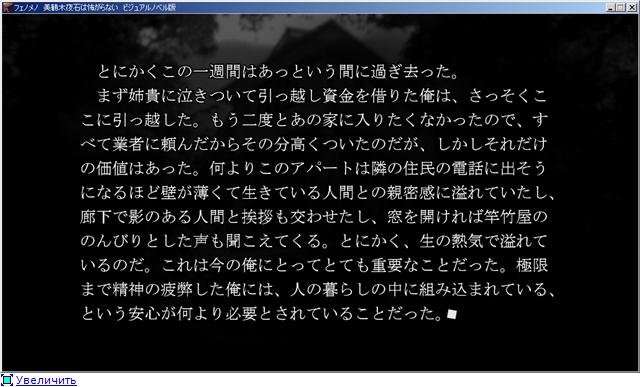 フェノメノ 美鶴木夜石は怖がらない ビジュアルノベル版
とにかくこの一週間はあっという間に過ぎ去った。
まず姉貴に泣きついて引っ越し資金を借りた俺は、さっそくこ
こに引っ越した。もう二度とあの家に入りたくなかったので、す
べて業者に頼んだからその分高くついたのだが、しかしそれだけ
の価値はあった。何よりこのアパートは隣の住民の電話に出そう
になるほど壁が薄くて生きている人間との親密感に溢れていたし、
廊下で影のある人間と挨拶も交わせたし、窓を開ければ竿竹屋の
のんびりとした声も聞こえてくる。とにかく、生の熱気で溢れて
いるのだ。これは今の俺にとってとても重要なことだった。極限
まで精神の疲弊した俺には、人の暮らしの中に組み込まれている、
という安心が何より必要とされていることだった。
Увеличить